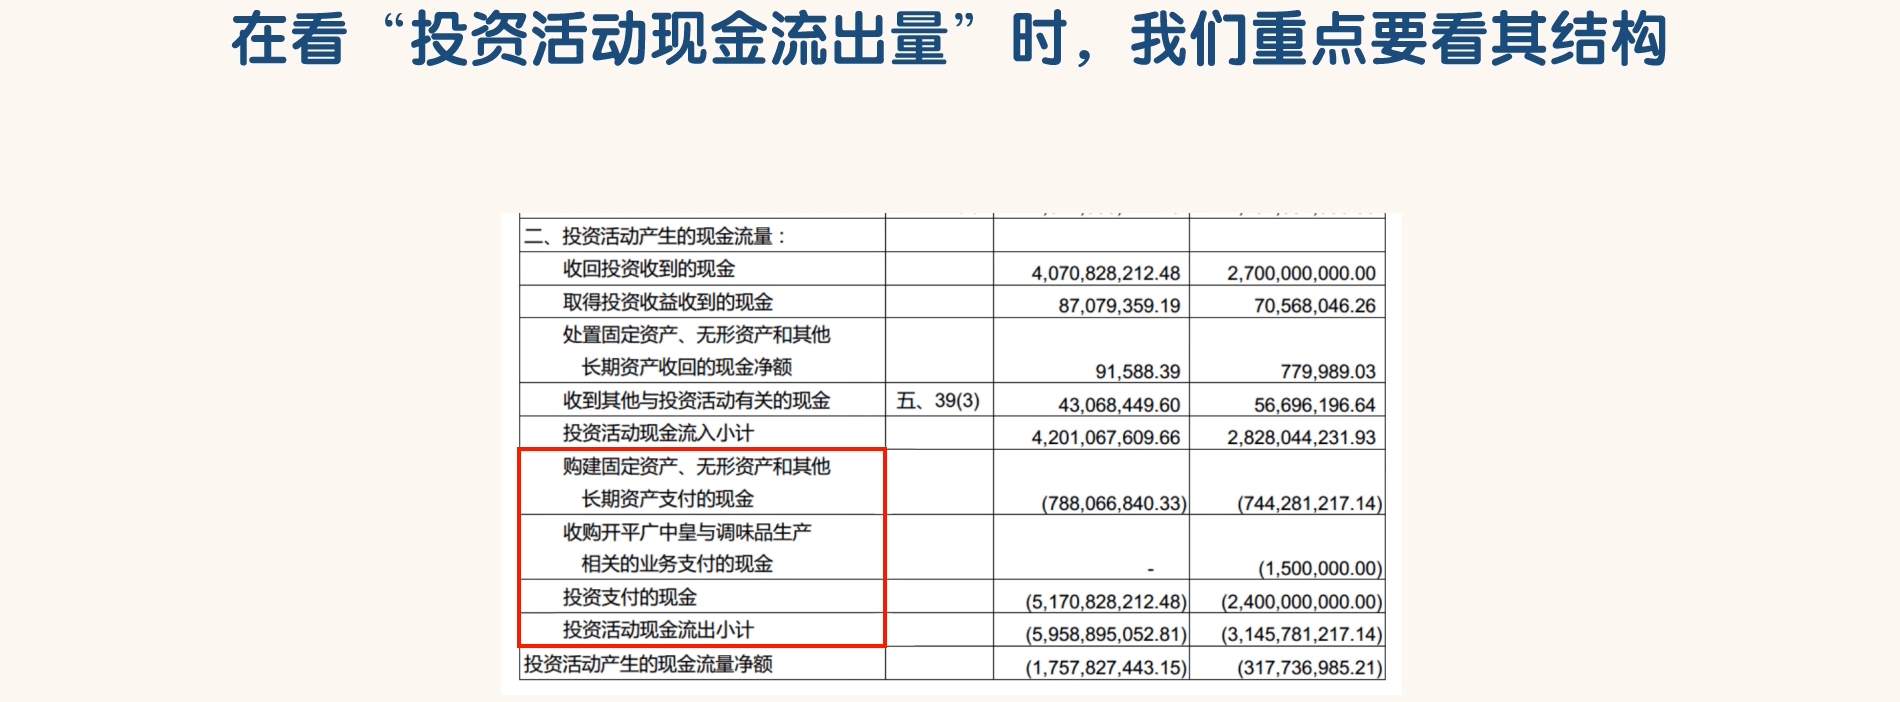 在看“投资活动现金流出量”时，我们重点要看其结构
二、投资活动产生的现金流量：
收回投资收到的现金 4,070,828,212.48 2,700,000,000.00
取得投资收益收到的现金 87,079,359.19 70,568,046.26
处置固定资产、无形资产和其他
长期资产收回的现金净额 91,588.39 779,989.03
收到其他与投资活动有关的现金 五、39(3) 43,068,449.60 56,696,196.64
投资活动现金流入小计 4,201,067,609.66 2,828,044,231.93
购建固定资产、无形资产和其他
长期资产支付的现金 (788,066,840.33) (744,281,217.14)
收购开平广中皇与调味品生产
相关的业务支付的现金 - (1,500,000.00)
投资支付的现金 (5,170,828,212.48) (2,400,000,000.00)
投资活动现金流出小计 (5,958,895,052.81) (3,145,781,217.14)
投资活动产生的现金流量净额 (1,757,827,443.15) (317,736,985.21)